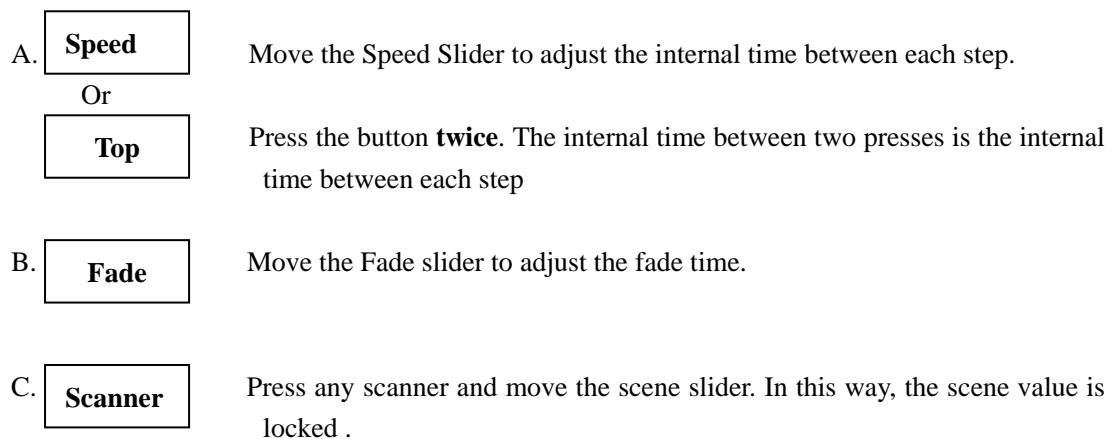 A. Speed Move the Speed Slider to adjust the internal time between each step.
Or
Top Press the button twice. The internal time between two presses is the internal
time between each step
B. Fade Move the Fade slider to adjust the fade time.
C. Scanner Press any scanner and move the scene slider. In this way, the scene value is
locked .